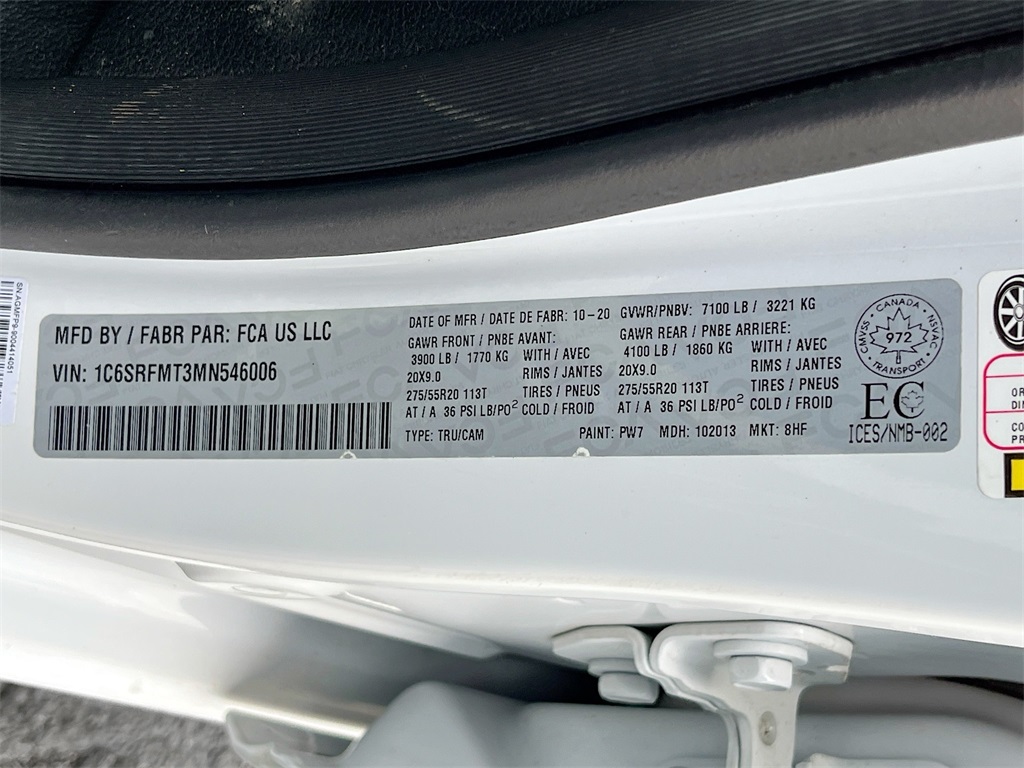 SN:AGMPP9-90044140S1
MFD BY / FABR PAR: FCA US LLC
VIN: 1C6SRFMT3MN546006
DATE OF MFR / DATE DE FABR: 10-20
GAWR FRONT / PNBE AVANT:
3900 LB / 1770 KG WITH / AVEC
20X9.0 RIMS / JANTES
275/55R20 113T TIRES / PNEUS
AT / A 36 PSI LB/PO² COLD / FROID
TYPE: TRU/CAM
GVWR/PNBV: 7100 LB / 3221 KG
GAWR REAR / PNBE ARRIERE:
4100 LB / 1860 KG WITH / AVEC
20X9.0 RIMS / JANTES
275/55R20 113T TIRES / PNEUS
AT / A 36 PSI LB/PO² COLD / FROID
PAINT: PW7 MDH: 102013 MKT: 8HF
CANADA
CMVSS
NSVAC
972
TRANSPORT
EC
ICES/NMB-002